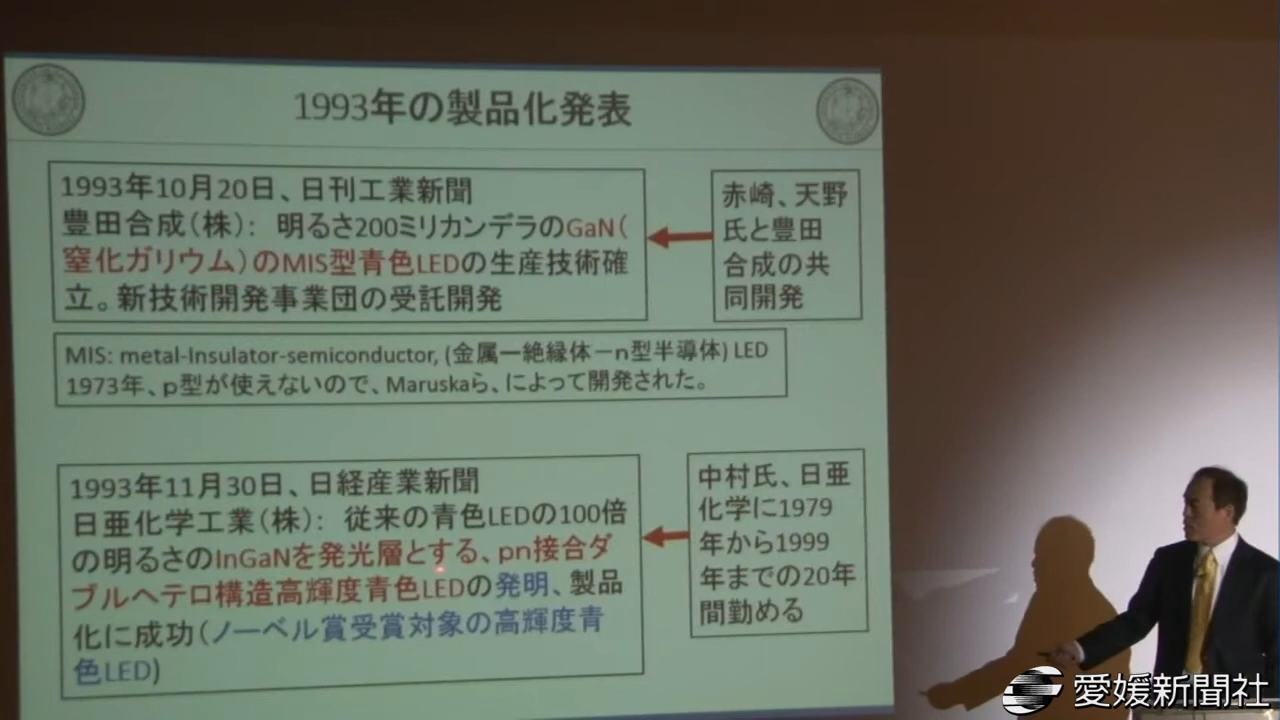 1993年の製品化発表
1993年10月20日、日刊工業新聞
豊田合成(株): 明るさ200ミリカンデラのGaN(
窒化ガリウム)のMIS型青色LEDの生産技術確
立。新技術開発事業団の受託開発
赤崎、天野
氏と豊田
合成の共
同開発
MIS: metal-Insulator-semiconductor, (金属ー絶縁体ーn型半導体) LED
1973年、p型が使えないので、Maruskaら、によって開発された。
1993年11月30日、日経産業新聞
日亜化学工業(株): 従来の青色LEDの100倍
の明るさのInGaNを発光層とする、pn接合ダ
ブルヘテロ構造高輝度青色LEDの発明、製品
化に成功(ノーベル賞受賞対象の高輝度青
色LED)
中村氏、日亜
化学に1979
年から1999
年までの20年
間勤める
愛媛新聞社